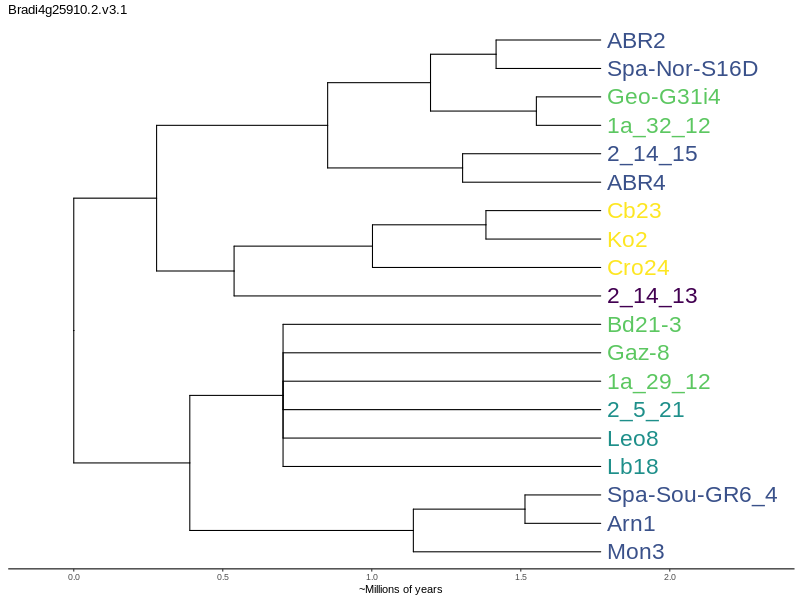 Bradi4g25910.2.v3.1
ABR2
Spa-Nor-S16D
Geo-G31i4
1a_32_12
2_14_15
ABR4
Cb23
Ko2
Cro24
2_14_13
Bd21-3
Gaz-8
1a_29_12
2_5_21
Leo8
Lb18
Spa-Sou-GR6_4
Arn1
Mon3
0.0 0.5 1.0 1.5 2.0
~Millions of years